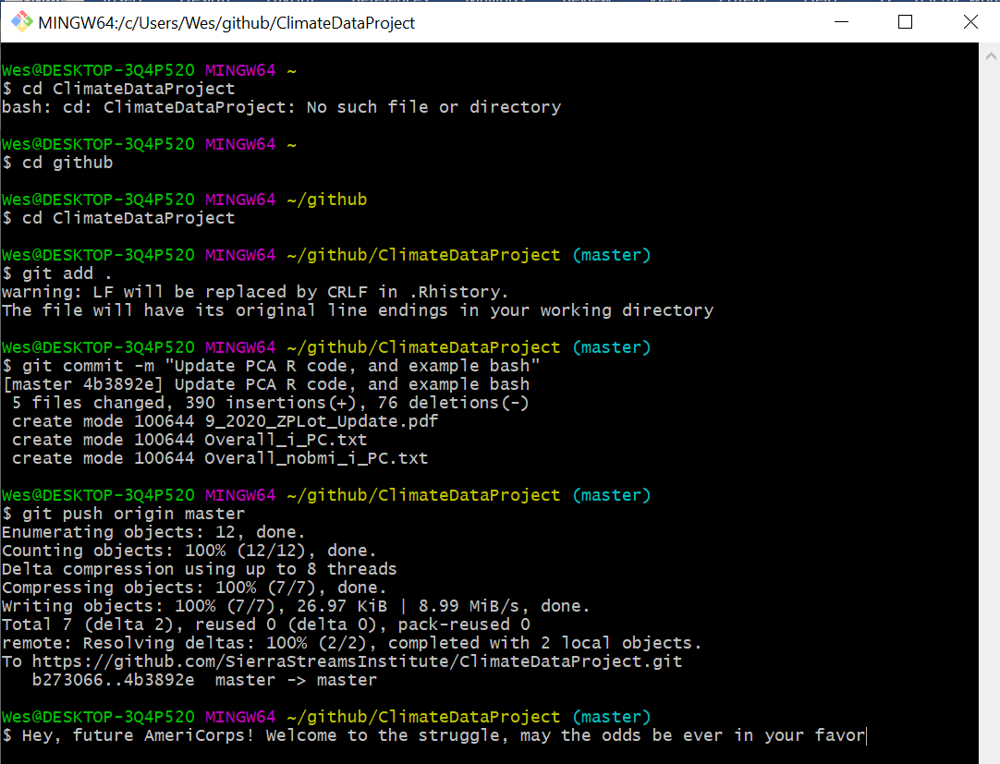 MINGW64:/c/Users/Wes/github/ClimateDataProject
Wes@DESKTOP-3Q4P520 MINGW64 ~
$ cd ClimateDataProject
bash: cd: ClimateDataProject: No such file or directory
Wes@DESKTOP-3Q4P520 MINGW64 ~
$ cd github
Wes@DESKTOP-3Q4P520 MINGW64 ~/github
$ cd ClimateDataProject
Wes@DESKTOP-3Q4P520 MINGW64 ~/github/ClimateDataProject (master)
$ git add .
warning: LF will be replaced by CRLF in .Rhistory.
The file will have its original line endings in your working directory
Wes@DESKTOP-3Q4P520 MINGW64 ~/github/ClimateDataProject (master)
$ git commit -m "Update PCA R code, and example bash"
[master 4b3892e] Update PCA R code, and example bash
5 files changed, 390 insertions(+), 76 deletions(-)
create mode 100644 9_2020_ZPLot_Update.pdf
create mode 100644 Overall_i_PC.txt
create mode 100644 Overall_nobmi_i_PC.txt
Wes@DESKTOP-3Q4P520 MINGW64 ~/github/ClimateDataProject (master)
$ git push origin master
Enumerating objects: 12, done.
Counting objects: 100% (12/12), done.
Delta compression using up to 8 threads
Compressing objects: 100% (7/7), done.
Writing objects: 100% (7/7), 26.97 KiB | 8.99 MiB/s, done.
Total 7 (delta 2), reused 0 (delta 0), pack-reused 0
remote: Resolving deltas: 100% (2/2), completed with 2 local objects.
To https://github.com/SierraStreamsInstitute/ClimateDataProject.git
b273066..4b3892e master -> master
Wes@DESKTOP-3Q4P520 MINGW64 ~/github/ClimateDataProject (master)
$ Hey, future AmeriCorps! Welcome to the struggle, may the odds be ever in your favor